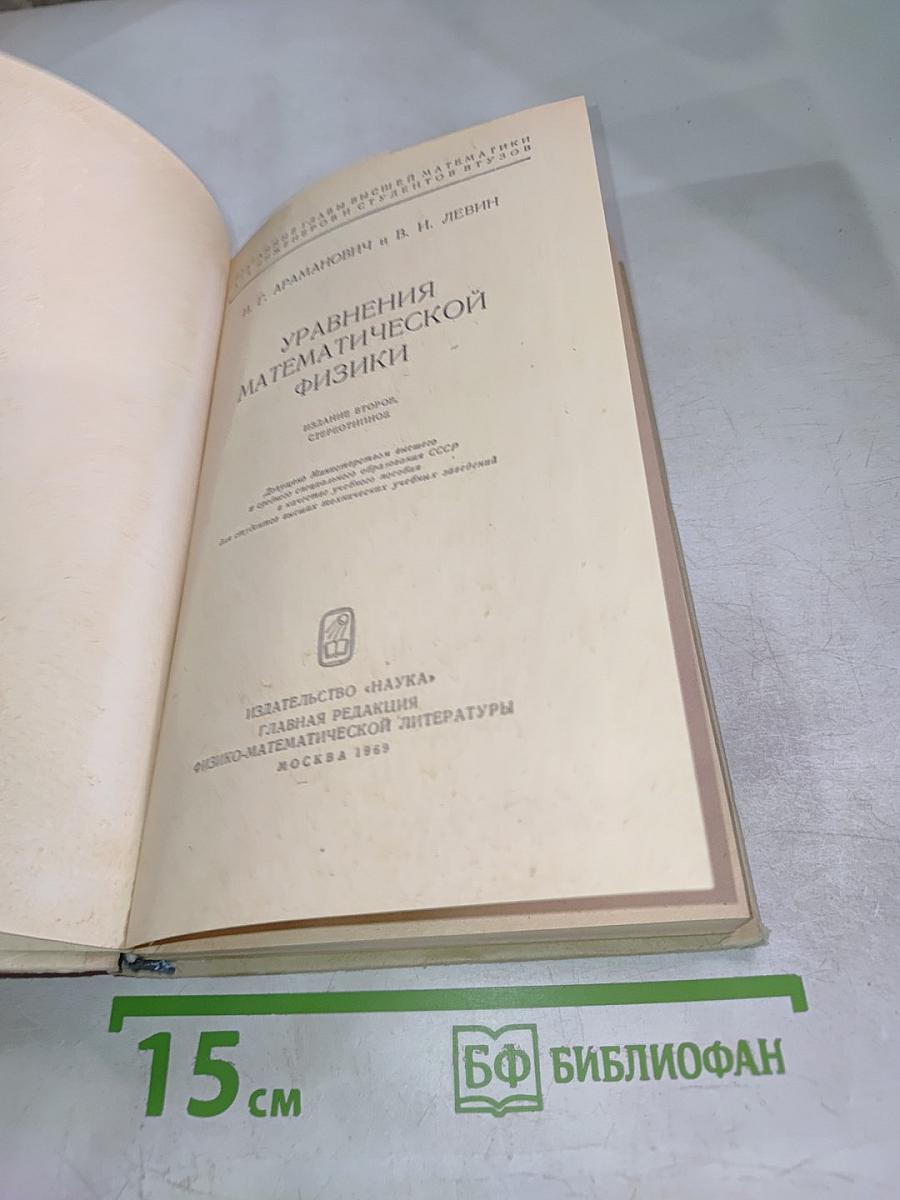 ИЗБРАННЫЕ ГЛАВЫ ВЫСШЕЙ МАТЕМАТИКИ
ДЛЯ ИНЖЕНЕРОВ И СТУДЕНТОВ ВТУЗОВ
И. Г. АРАМАНОВИЧ и В. И. ЛЕВИН
УРАВНЕНИЯ
МАТЕМАТИЧЕСКОЙ
ФИЗИКИ
ИЗДАНИЕ ВТОРОЕ,
СТЕРЕОТИПНОЕ
Допущено Министерством высшего
и среднего специального образования СССР
в качестве учебного пособия
для студентов высших технических учебных заведений
ИЗДАТЕЛЬСТВО «НАУКА»
ГЛАВНАЯ РЕДАКЦИЯ
ФИЗИКО-МАТЕМАТИЧЕСКОЙ ЛИТЕРАТУРЫ
МОСКВА 1969
15 см
БФ БИБЛИОФАН